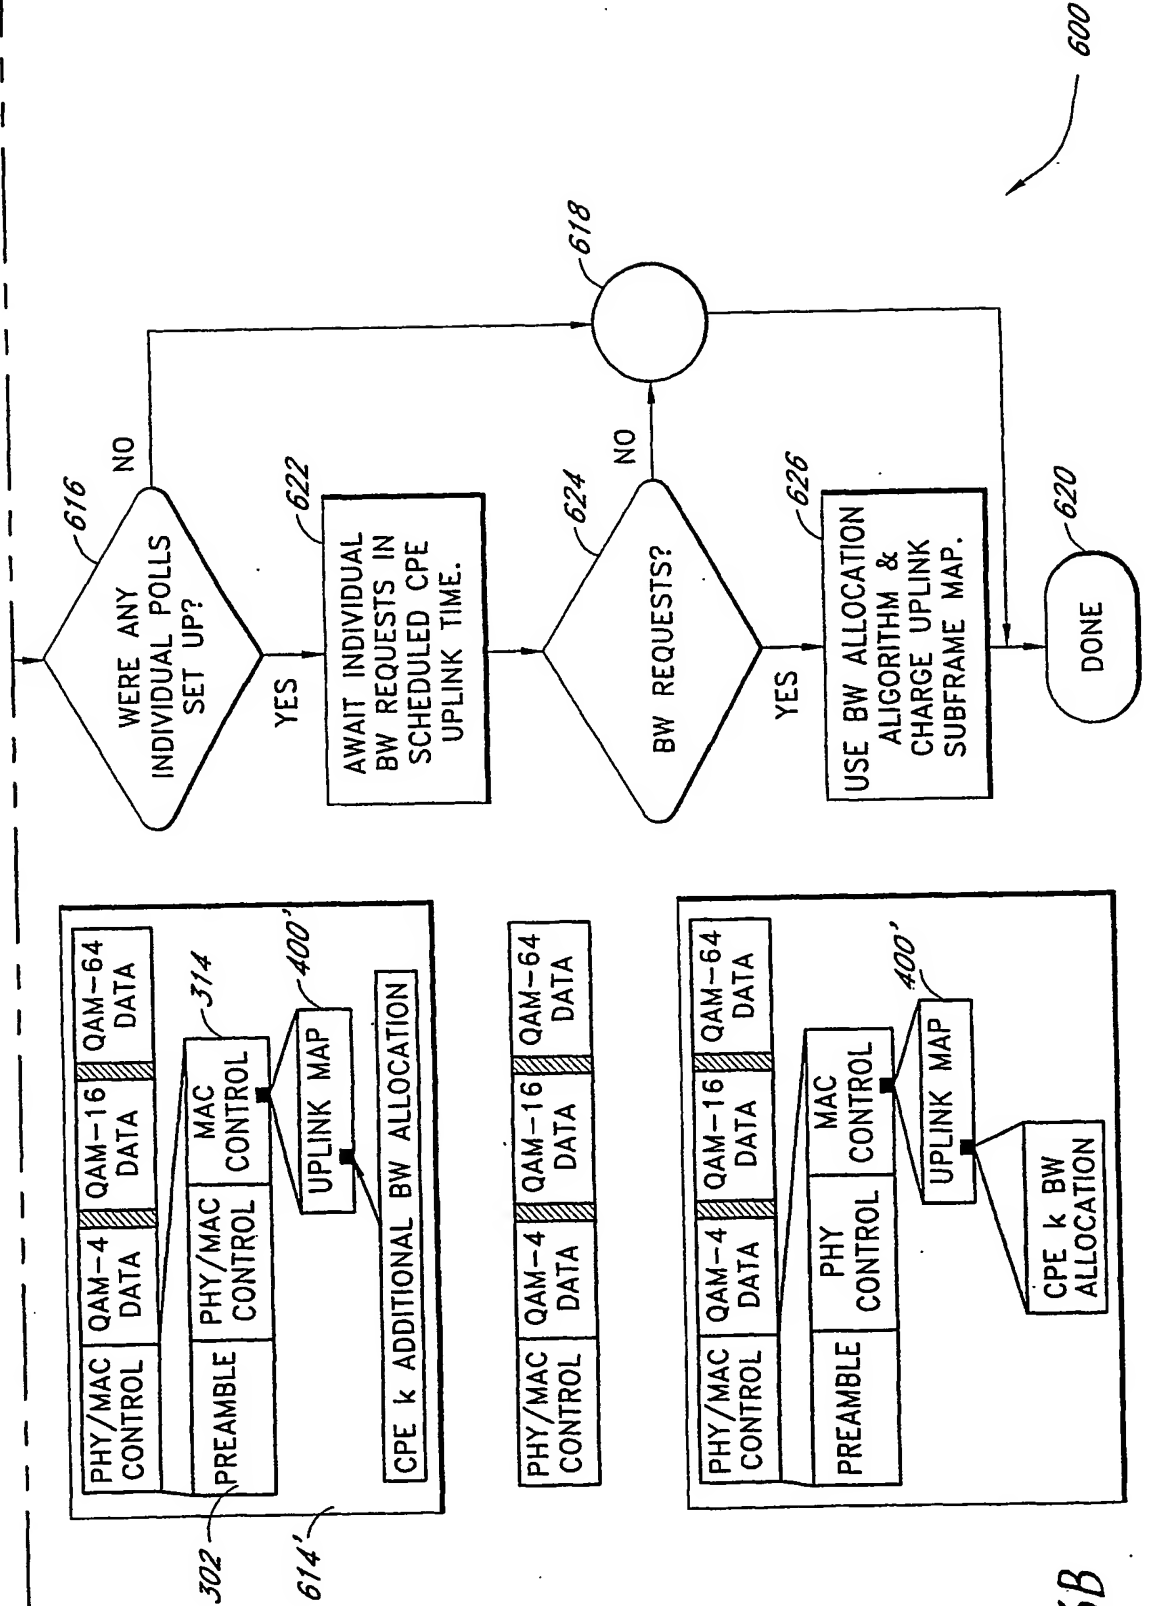 WERE ANY
INDIVIDUAL POLLS
SET UP?
616
NO
YES
AWAIT INDIVIDUAL
BW REQUESTS IN
SCHEDULED CPE
UPLINK TIME.
622
618
BW REQUESTS?
624
NO
YES
USE BW ALLOCATION
ALIGORITHM &
CHARGE UPLINK
SUBFRAME MAP.
626
DONE
620
600
PHY/MAC
CONTROL
QAM-4
DATA
QAM-16
DATA
QAM-64
DATA
PREAMBLE
PHY/MAC
CONTROL
MAC
CONTROL
314
302
UPLINK MAP
400'
CPE k ADDITIONAL BW ALLOCATION
614'
PHY/MAC
CONTROL
QAM-4
DATA
QAM-16
DATA
QAM-64
DATA
PHY/MAC
CONTROL
QAM-4
DATA
QAM-16
DATA
QAM-64
DATA
PREAMBLE
PHY
CONTROL
MAC
CONTROL
UPLINK MAP
400'
CPE k BW
ALLOCATION